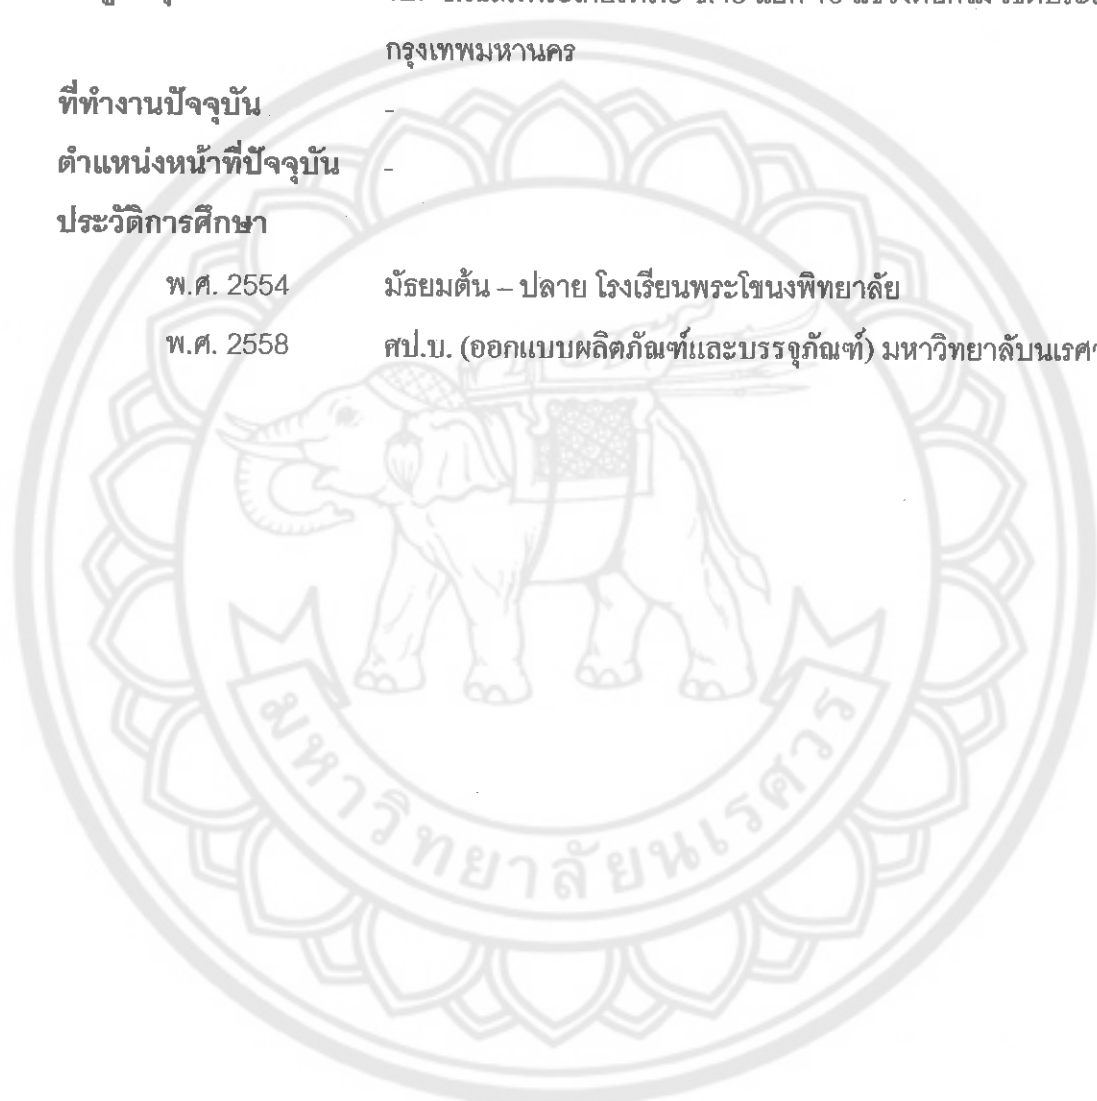 กรุงเทพมหานคร
ที่ทำงานปัจจุบัน -
ตำแหน่งหน้าที่ปัจจุบัน -
ประวัติการศึกษา
พ.ศ. 2554 มัธยมต้น – ปลาย โรงเรียนพระโขนงพิทยาลัย
พ.ศ. 2558 ศป.บ. (ออกแบบผลิตภัณฑ์และบรรจุภัณฑ์) มหาวิทยาลับนเรศว
มหาวิทยาลัยนเรศวร